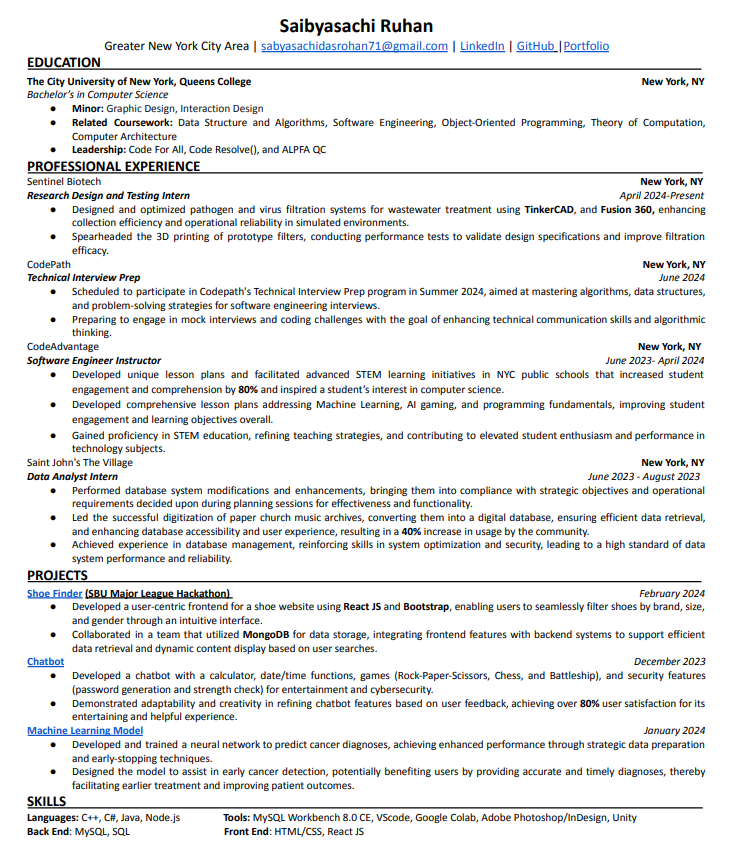 Saibyasachi Ruhan
Greater New York City Area | sabyasachidasrohan71@gmail.com | LinkedIn | GitHub |Portfolio
EDUCATION
The City University of New York, Queens College New York, NY
Bachelor's in Computer Science
● Minor: Graphic Design, Interaction Design
● Related Coursework: Data Structure and Algorithms, Software Engineering, Object-Oriented Programming, Theory of Computation,
Computer Architecture
● Leadership: Code For All, Code Resolve(), and ALPFA QC
PROFESSIONAL EXPERIENCE
Sentinel Biotech New York, NY
Research Design and Testing Intern April 2024-Present
● Designed and optimized pathogen and virus filtration systems for wastewater treatment using TinkerCAD, and Fusion 360, enhancing
collection efficiency and operational reliability in simulated environments.
● Spearheaded the 3D printing of prototype filters, conducting performance tests to validate design specifications and improve filtration
efficacy.
CodePath New York, NY
Technical Interview Prep June 2024
● Scheduled to participate in Codepath's Technical Interview Prep program in Summer 2024, aimed at mastering algorithms, data structures,
and problem-solving strategies for software engineering interviews.
● Preparing to engage in mock interviews and coding challenges with the goal of enhancing technical communication skills and algorithmic
thinking.
CodeAdvantage New York, NY
Software Engineer Instructor June 2023- April 2024
● Developed unique lesson plans and facilitated advanced STEM learning initiatives in NYC public schools that increased student
engagement and comprehension by 80% and inspired a student's interest in computer science.
● Developed comprehensive lesson plans addressing Machine Learning, AI gaming, and programming fundamentals, improving student
engagement and learning objectives overall.
● Gained proficiency in STEM education, refining teaching strategies, and contributing to elevated student enthusiasm and performance in
technology subjects.
Saint John's The Village New York, NY
Data Analyst Intern June 2023 - August 2023
● Performed database system modifications and enhancements, bringing them into compliance with strategic objectives and operational
requirements decided upon during planning sessions for effectiveness and functionality.
● Led the successful digitization of paper church music archives, converting them into a digital database, ensuring efficient data retrieval,
and enhancing database accessibility and user experience, resulting in a 40% increase in usage by the community.
● Achieved experience in database management, reinforcing skills in system optimization and security, leading to a high standard of data
system performance and reliability.
PROJECTS
Shoe Finder (SBU Major League Hackathon) February 2024
● Developed a user-centric frontend for a shoe website using React JS and Bootstrap, enabling users to seamlessly filter shoes by brand, size,
and gender through an intuitive interface.
● Collaborated in a team that utilized MongoDB for data storage, integrating frontend features with backend systems to support efficient
data retrieval and dynamic content display based on user searches.
Chatbot December 2023
● Developed a chatbot with a calculator, date/time functions, games (Rock-Paper-Scissors, Chess, and Battleship), and security features
(password generation and strength check) for entertainment and cybersecurity.
● Demonstrated adaptability and creativity in refining chatbot features based on user feedback, achieving over 80% user satisfaction for its
entertaining and helpful experience.
Machine Learning Model January 2024
● Developed and trained a neural network to predict cancer diagnoses, achieving enhanced performance through strategic data preparation
and early-stopping techniques.
● Designed the model to assist in early cancer detection, potentially benefiting users by providing accurate and timely diagnoses, thereby
facilitating earlier treatment and improving patient outcomes.
SKILLS
Languages: C++, C#, Java, Node.js Tools: MySQL Workbench 8.0 CE, VScode, Google Colab, Adobe Photoshop/InDesign, Unity
Back End: MySQL, SQL Front End: HTML/CSS, React JS